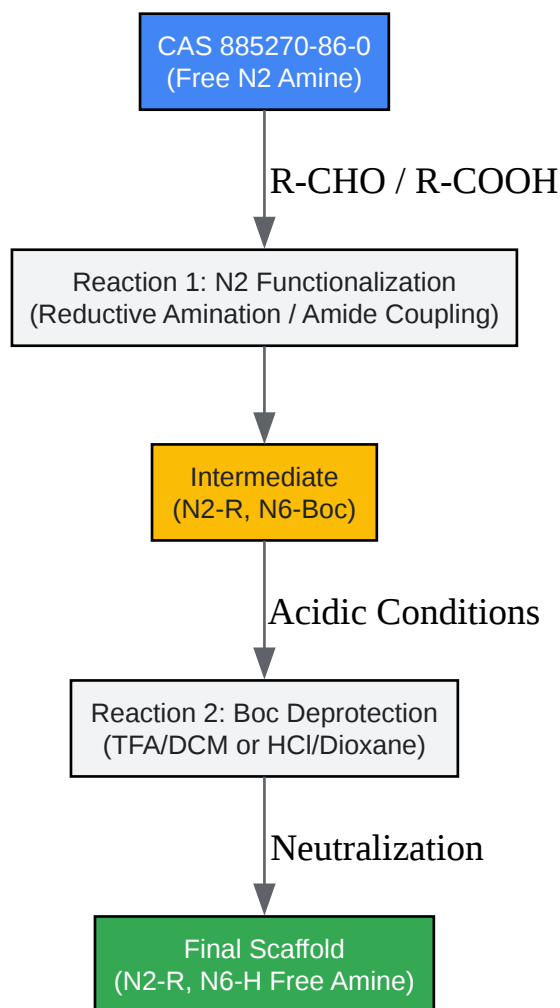 CAS 885270-86-0
(Free N2 Amine)
R-CHO / R-COOH
Reaction 1: N2 Functionalization
(Reductive Amination / Amide Coupling)
Intermediate
(N2-R, N6-Boc)
Acidic Conditions
Reaction 2: Boc Deprotection
(TFA/DCM or HCl/Dioxane)
Neutralization
Final Scaffold
(N2-R, N6-H Free Amine)